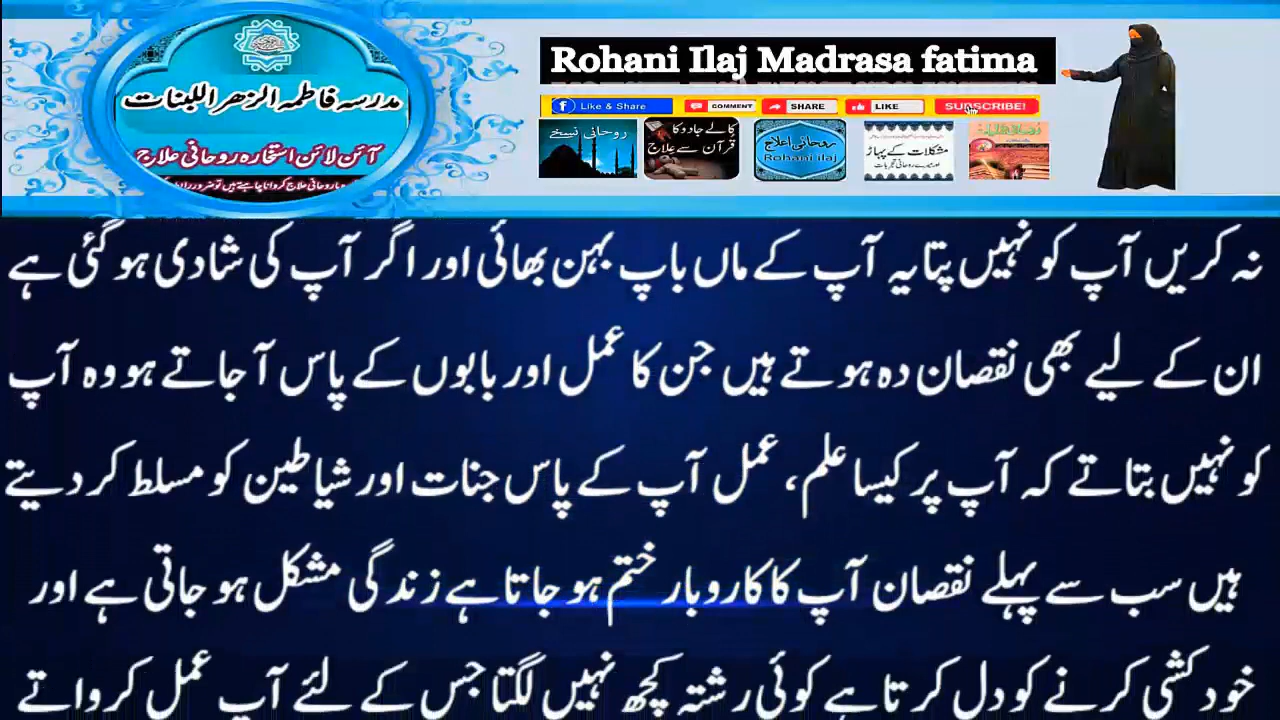 مدرسہ فاطمہ الزھرا للبنات
آئن لائن استخارہ روحانی علاج
Rohani Ilaj Madrasa fatima
Like & Share
COMMENT
SHARE
LIKE
SUBSCRIBE!
روحانی نسخے
کالے جادو کا
قرآن سے علاج
روحانی علاج
Rohani ilaj
مشکلات کے پہاڑ
نہ کریں آپ کو نہیں پتا یہ آپ کے ماں باپ بہن بھائی اور اگر آپ کی شادی ہو گئی ہے
ان کے لیے بھی نقصان دہ ہوتے ہیں جن کا عمل اور بابوں کے پاس آ جاتے ہو وہ آپ
کو نہیں بتاتے کہ آپ پر کیسا علم، عمل آپ کے پاس جنات اور شیاطین کو مسلط کر دیتے
ہیں سب سے پہلے نقصان آپ کا کاروبار ختم ہو جاتا ہے زندگی مشکل ہو جاتی ہے اور
خودکشی کرنے کو دل کرتا ہے کوئی رشتہ کچھ نہیں لگتا جس کے لئے آپ عمل کرواتے